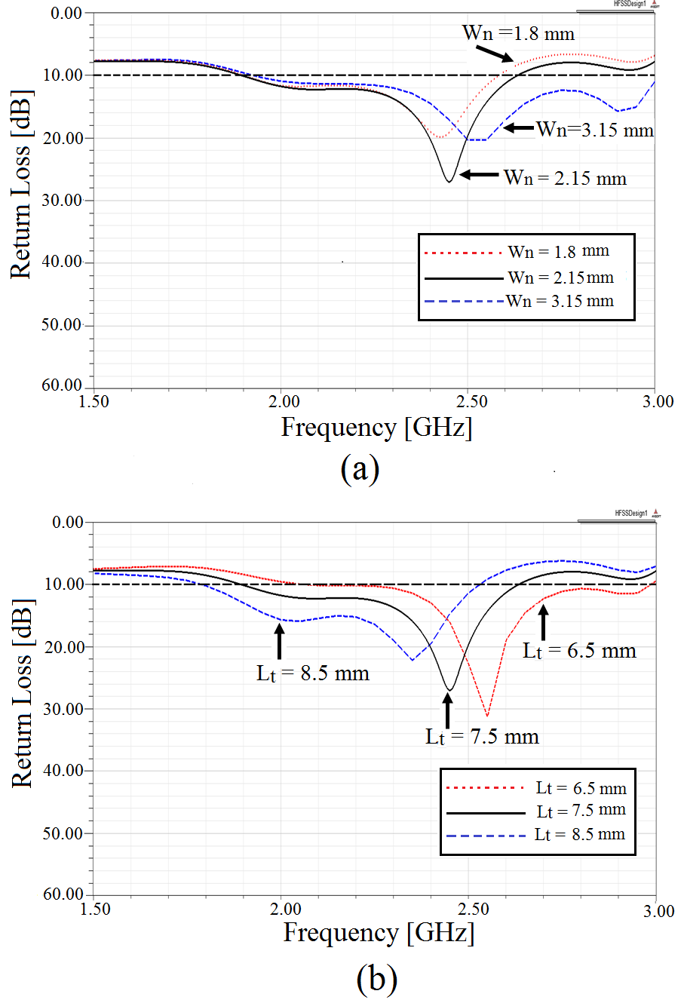 HFSSDesign1
ANSOFT
0.00
10.00
20.00
30.00
40.00
50.00
60.00
Return Loss [dB]
Wn =1.8 mm
Wn=3.15 mm
Wn = 2.15 mm
Wn = 1.8 mm
Wn = 2.15 mm
Wn = 3.15 mm
1.50 2.00 2.50 3.00
Frequency [GHz]
(a)
HFSSDesign1
ANSOFT
0.00
10.00
20.00
30.00
40.00
50.00
60.00
Return Loss [dB]
Lt = 6.5 mm
Lt = 8.5 mm
Lt = 7.5 mm
Lt = 6.5 mm
Lt = 7.5 mm
Lt = 8.5 mm
1.50 2.00 2.50 3.00
Frequency [GHz]
(b)